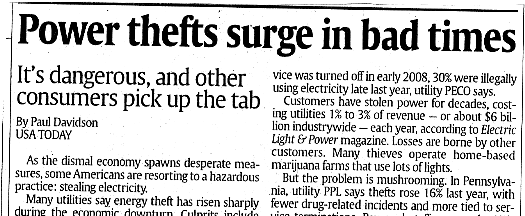 Power thefts surge in bad times
It's dangerous, and other
consumers pick up the tab
By Paul Davidson
USA TODAY
As the dismal economy spawns desperate mea-
sures, some Americans are resorting to a hazardous
practice: stealing electricity.
Many utilities say energy theft has risen sharply
during the economic downturn. Culprits include
vice was turned off in early 2008, 30% were illegally
using electricity late last year, utility PECO says.
Customers have stolen power for decades, cost-
ing utilities 1% to 3% of revenue — or about $6 bil-
lion industrywide — each year, according to Electric
Light & Power magazine. Losses are borne by other
customers. Many thieves operate home-based
marijuana farms that use lots of lights.
But the problem is mushrooming. In Pennsylva-
nia, utility PPL says thefts rose 16% last year, with
fewer drug-related incidents and more tied to ser-